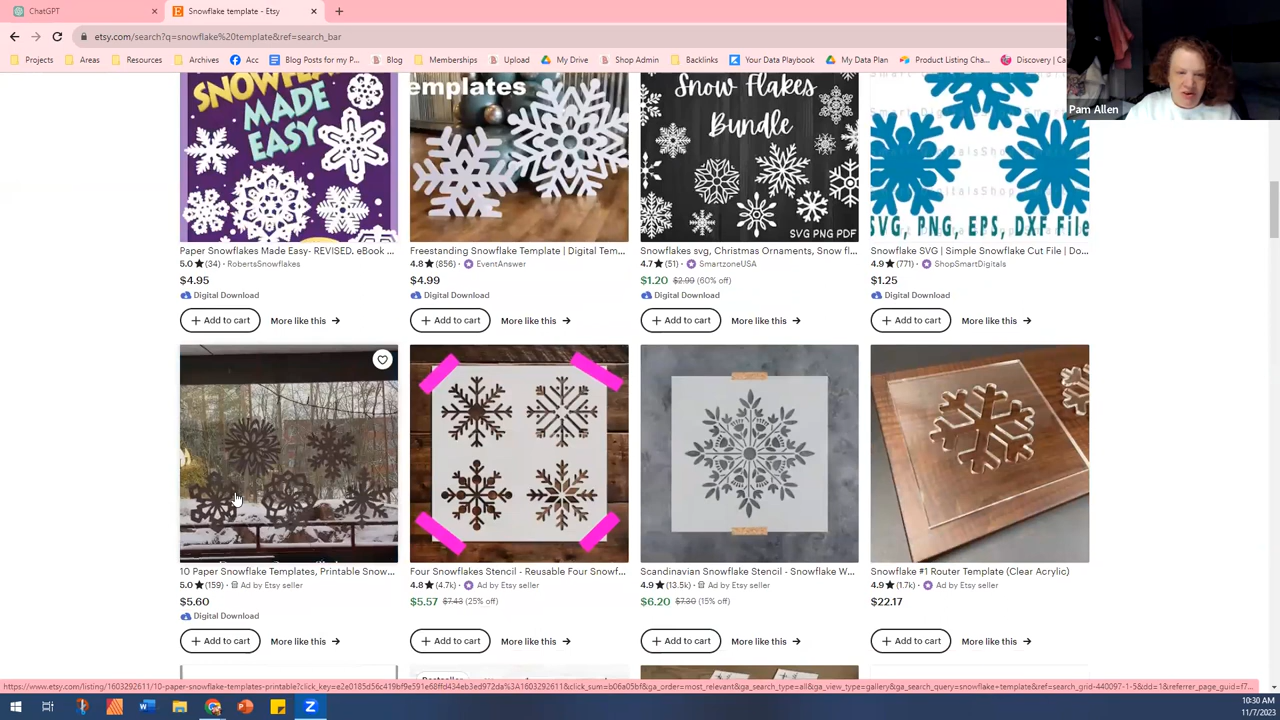 ChatGPT
Snowflake template - Etsy
etsy.com/search?q=snowflake%20template&ref=search_bar
Projects
Areas
Resources
Archives
Acc
Blog Posts for my P...
Blog
Memberships
Upload
My Drive
Shop Admin
Backlinks
Your Data Playbook
My Data Plan
Product Listing Cha...
Discovery | Ca
Pam Allen
SNOWFLA
MADE
EASY
emplates
Snow Flakes
Bundle
SVG PNG PDF
SVG, PNG, EPS, DXF File
Paper Snowflakes Made Easy- REVISED. eBook ...
5.0 (34) • RobertsSnowflakes
$4.95
Digital Download
Add to cart
More like this
Freestanding Snowflake Template | Digital Tem...
4.8 (856) • EventAnswer
$4.99
Digital Download
Add to cart
More like this
Snowflakes svg, Christmas Ornaments, Snow fl...
4.7 (51) • SmartzoneUSA
$1.20 $2.99 (60% off)
Digital Download
Add to cart
More like this
Snowflake SVG | Simple Snowflake Cut File | Do...
4.9 (771) • ShopSmartDigitals
$1.25
Digital Download
Add to cart
More like this
10 Paper Snowflake Templates, Printable Snow...
5.0 (159) • Ad by Etsy seller
$5.60
Digital Download
Add to cart
More like this
Four Snowflakes Stencil - Reusable Four Snowf...
4.8 (4.7k) • Ad by Etsy seller
$5.57 $7.43 (25% off)
Add to cart
More like this
Scandinavian Snowflake Stencil - Snowflake W...
4.9 (13.5k) • Ad by Etsy seller
$6.20 $7.30 (15% off)
Add to cart
More like this
Snowflake #1 Router Template (Clear Acrylic)
4.9 (1.7k) • Ad by Etsy seller
$22.17
Add to cart
More like this
10:30 AM
11/7/2023